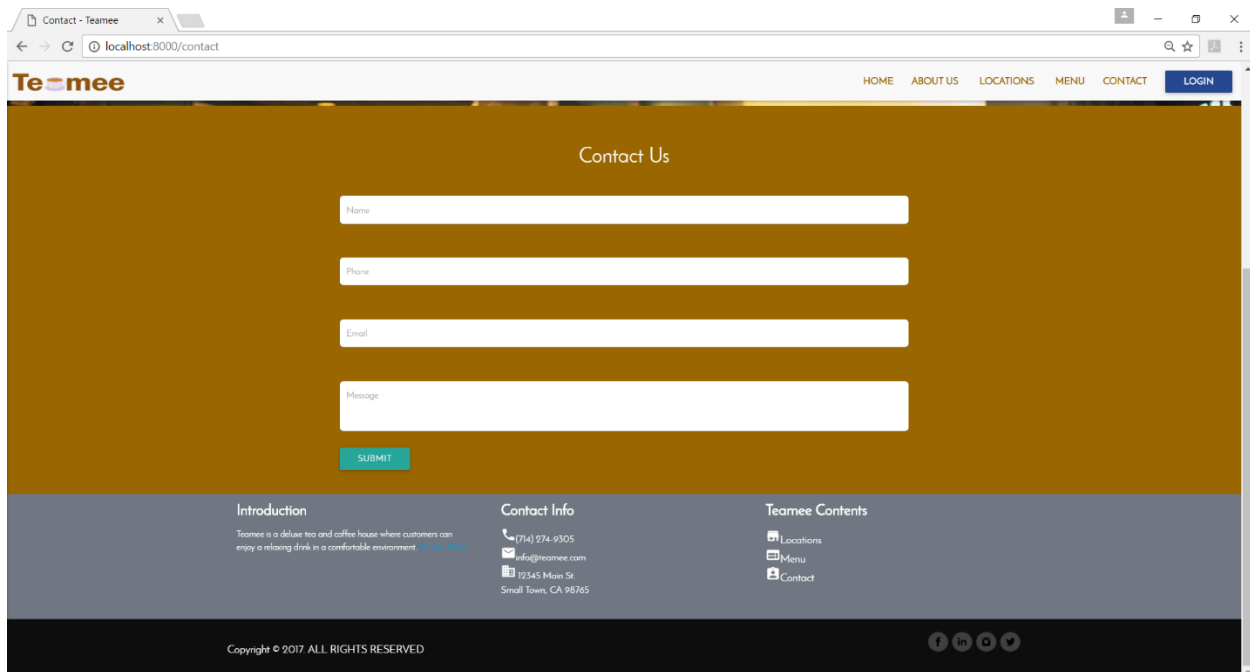 Contact - Teamee
localhost:8000/contact
Te mee
HOME ABOUT US LOCATIONS MENU CONTACT LOGIN
Contact Us
Name
Phone
Email
Message
SUBMIT
Introduction
Teamee is a deluxe tea and coffee house where customers can
enjoy a relaxing drink in a comfortable environment.
Contact Info
(714) 274-9305
info@teamee.com
12345 Main St.
Small Town, CA 98765
Teamee Contents
Locations
Menu
Contact
Copyright © 2017. ALL RIGHTS RESERVED
f in